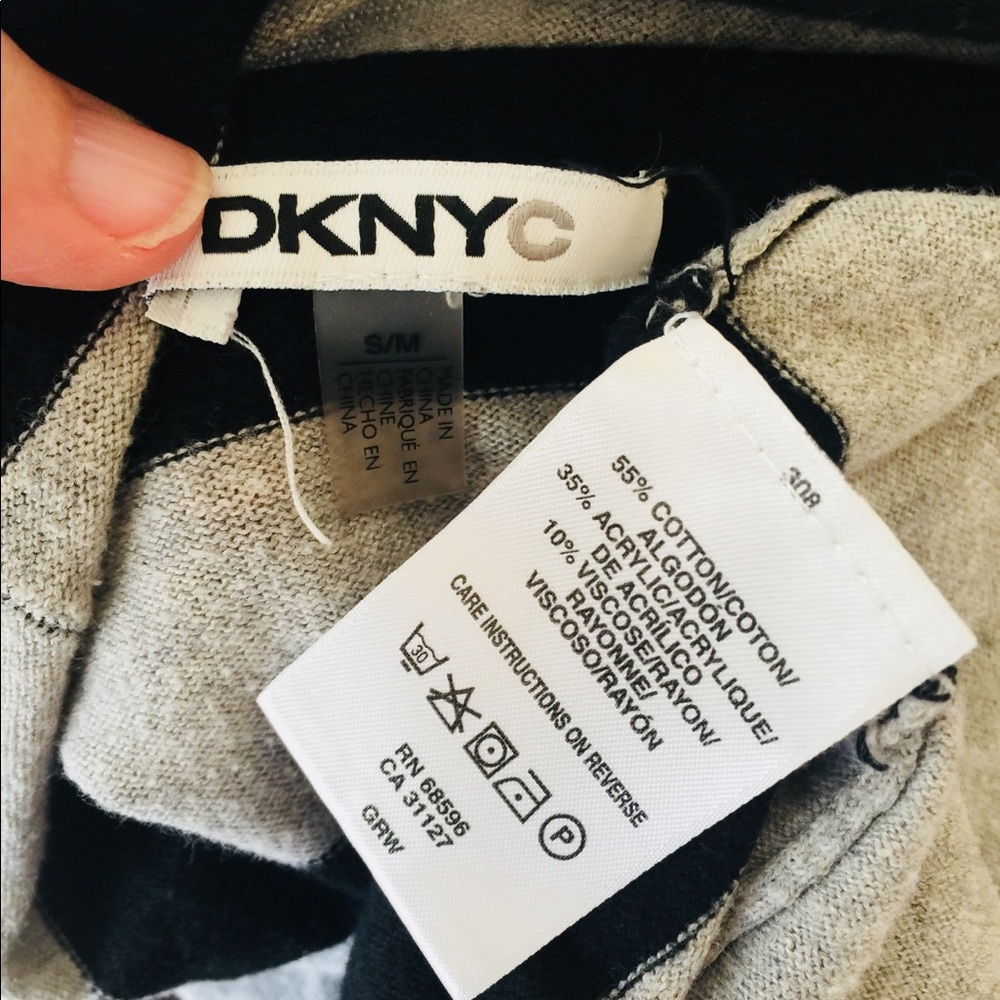 DKNYC
S/M
MADE IN
CHINA
FABRIQUÉ EN
CHINE
HECHO EN
CHINA
308
55% COTTON/COTON/
ALGODÓN
35% ACRYLIC/ACRYLIQUE/
DE ACRÍLICO
10% VISCOSE/RAYON/
RAYONNE/
VISCOSO/RAYÓN
CARE INSTRUCTIONS ON REVERSE
30
P
RN 68596
CA 31127
GRW